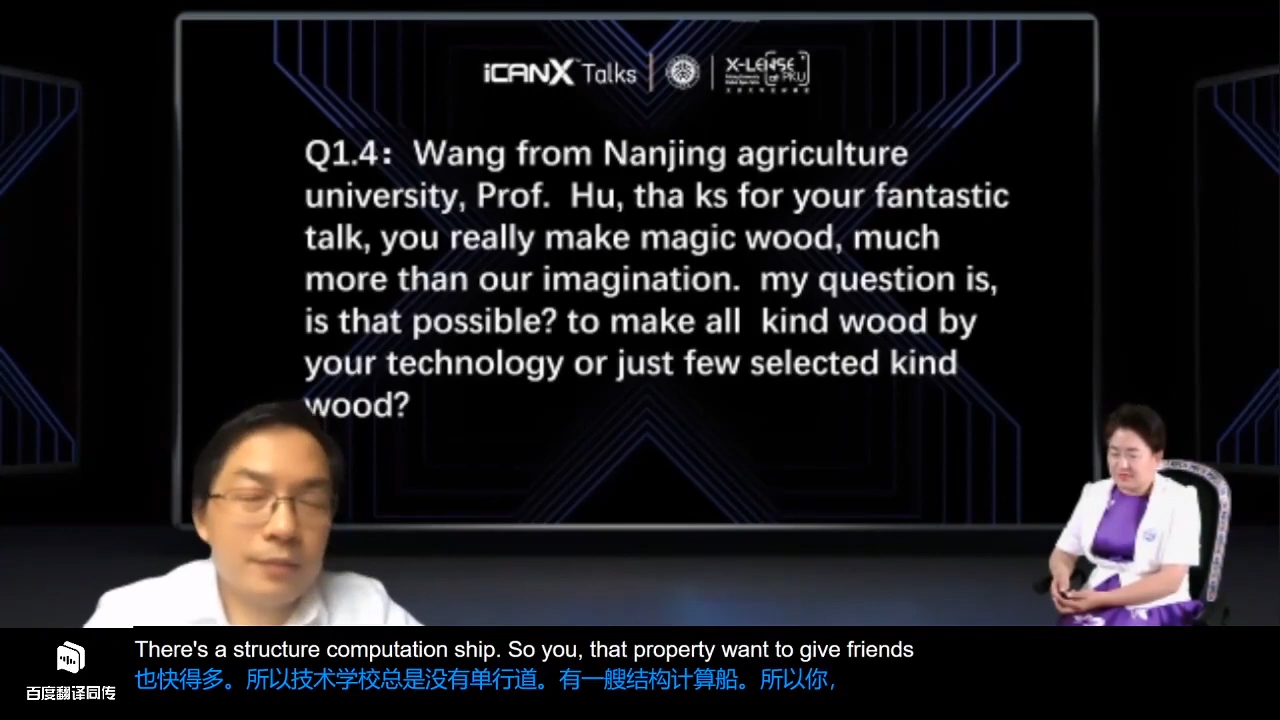 iCANX Talks
X-LENSE
@PKU
Q1.4： Wang from Nanjing agriculture
university, Prof. Hu, tha ks for your fantastic
talk, you really make magic wood, much
more than our imagination. my question is,
is that possible? to make all kind wood by
your technology or just few selected kind
wood?
There's a structure computation ship. So you, that property want to give friends
也快得多。所以技术学校总是没有单行道。有一艘结构计算船。所以你，
百度翻译同传